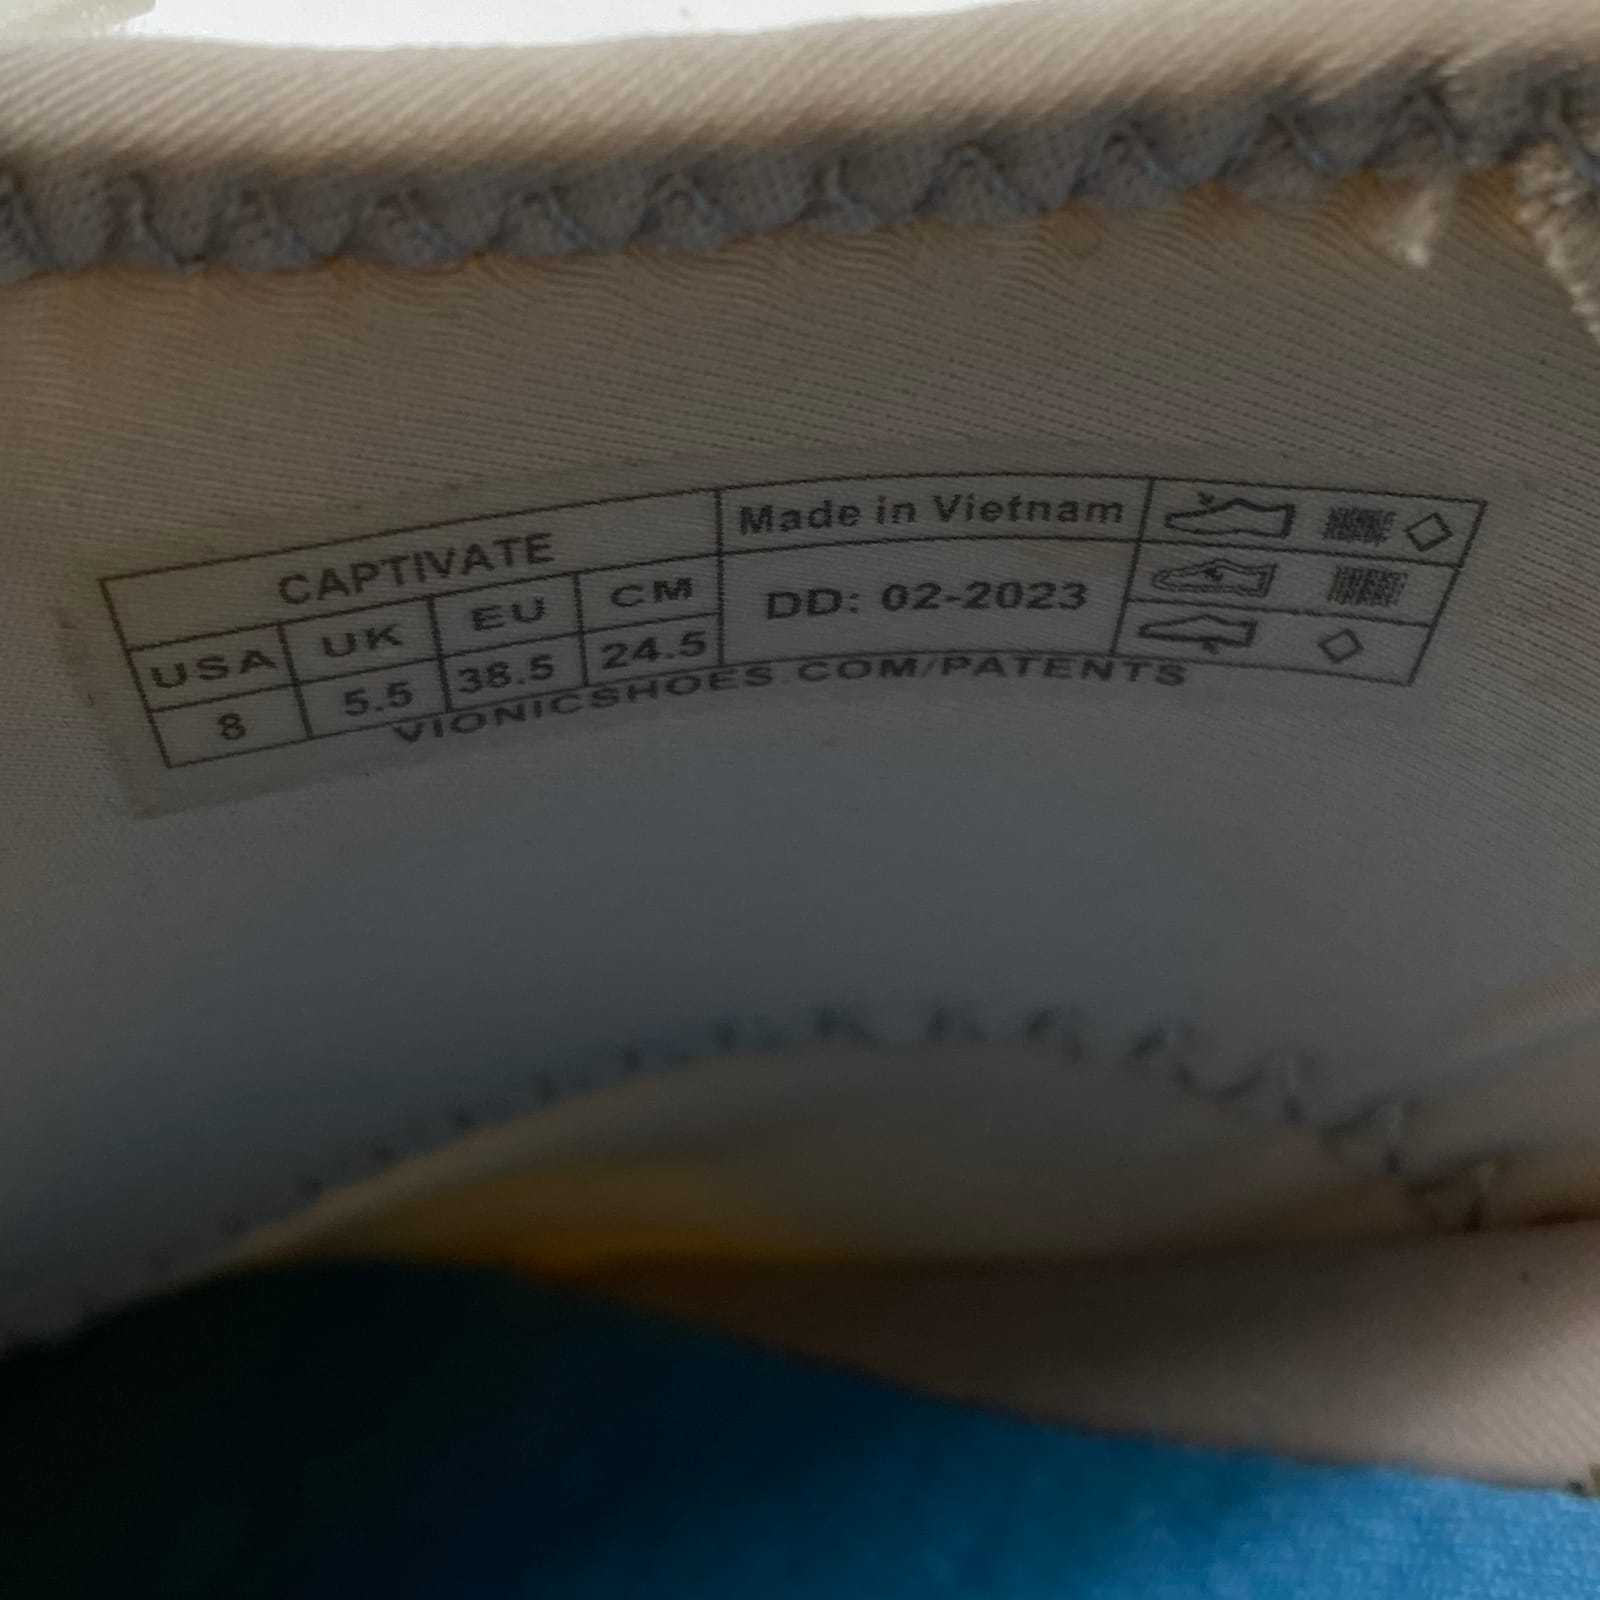 CAPTIVATE
USA UK EU CM
8 5.5 38.5 24.5
Made in Vietnam
DD: 02-2023
VIONICSHOES.COM/PATENTS